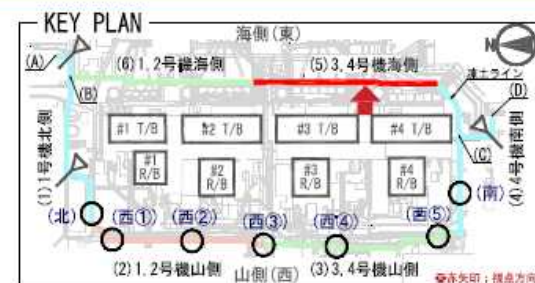 KEY PLAN
海側(東)
N
(A)
(6)1.2号機海側
(5)3.4号機海側
凍土ライン
(B)
(D)
#1 T/B
#2 T/B
#3 T/B
#4 T/B
(C)
(1)1号機北側
#1
R/B
#2
R/B
#3
R/B
#4
R/B
(4)4号機南側
(北)
(西①)
(西②)
(西③)
(西④)
(西⑤)
(南)
(2)1.2号機山側
山側(西)
(3)3.4号機山側
※赤矢印:視点方向